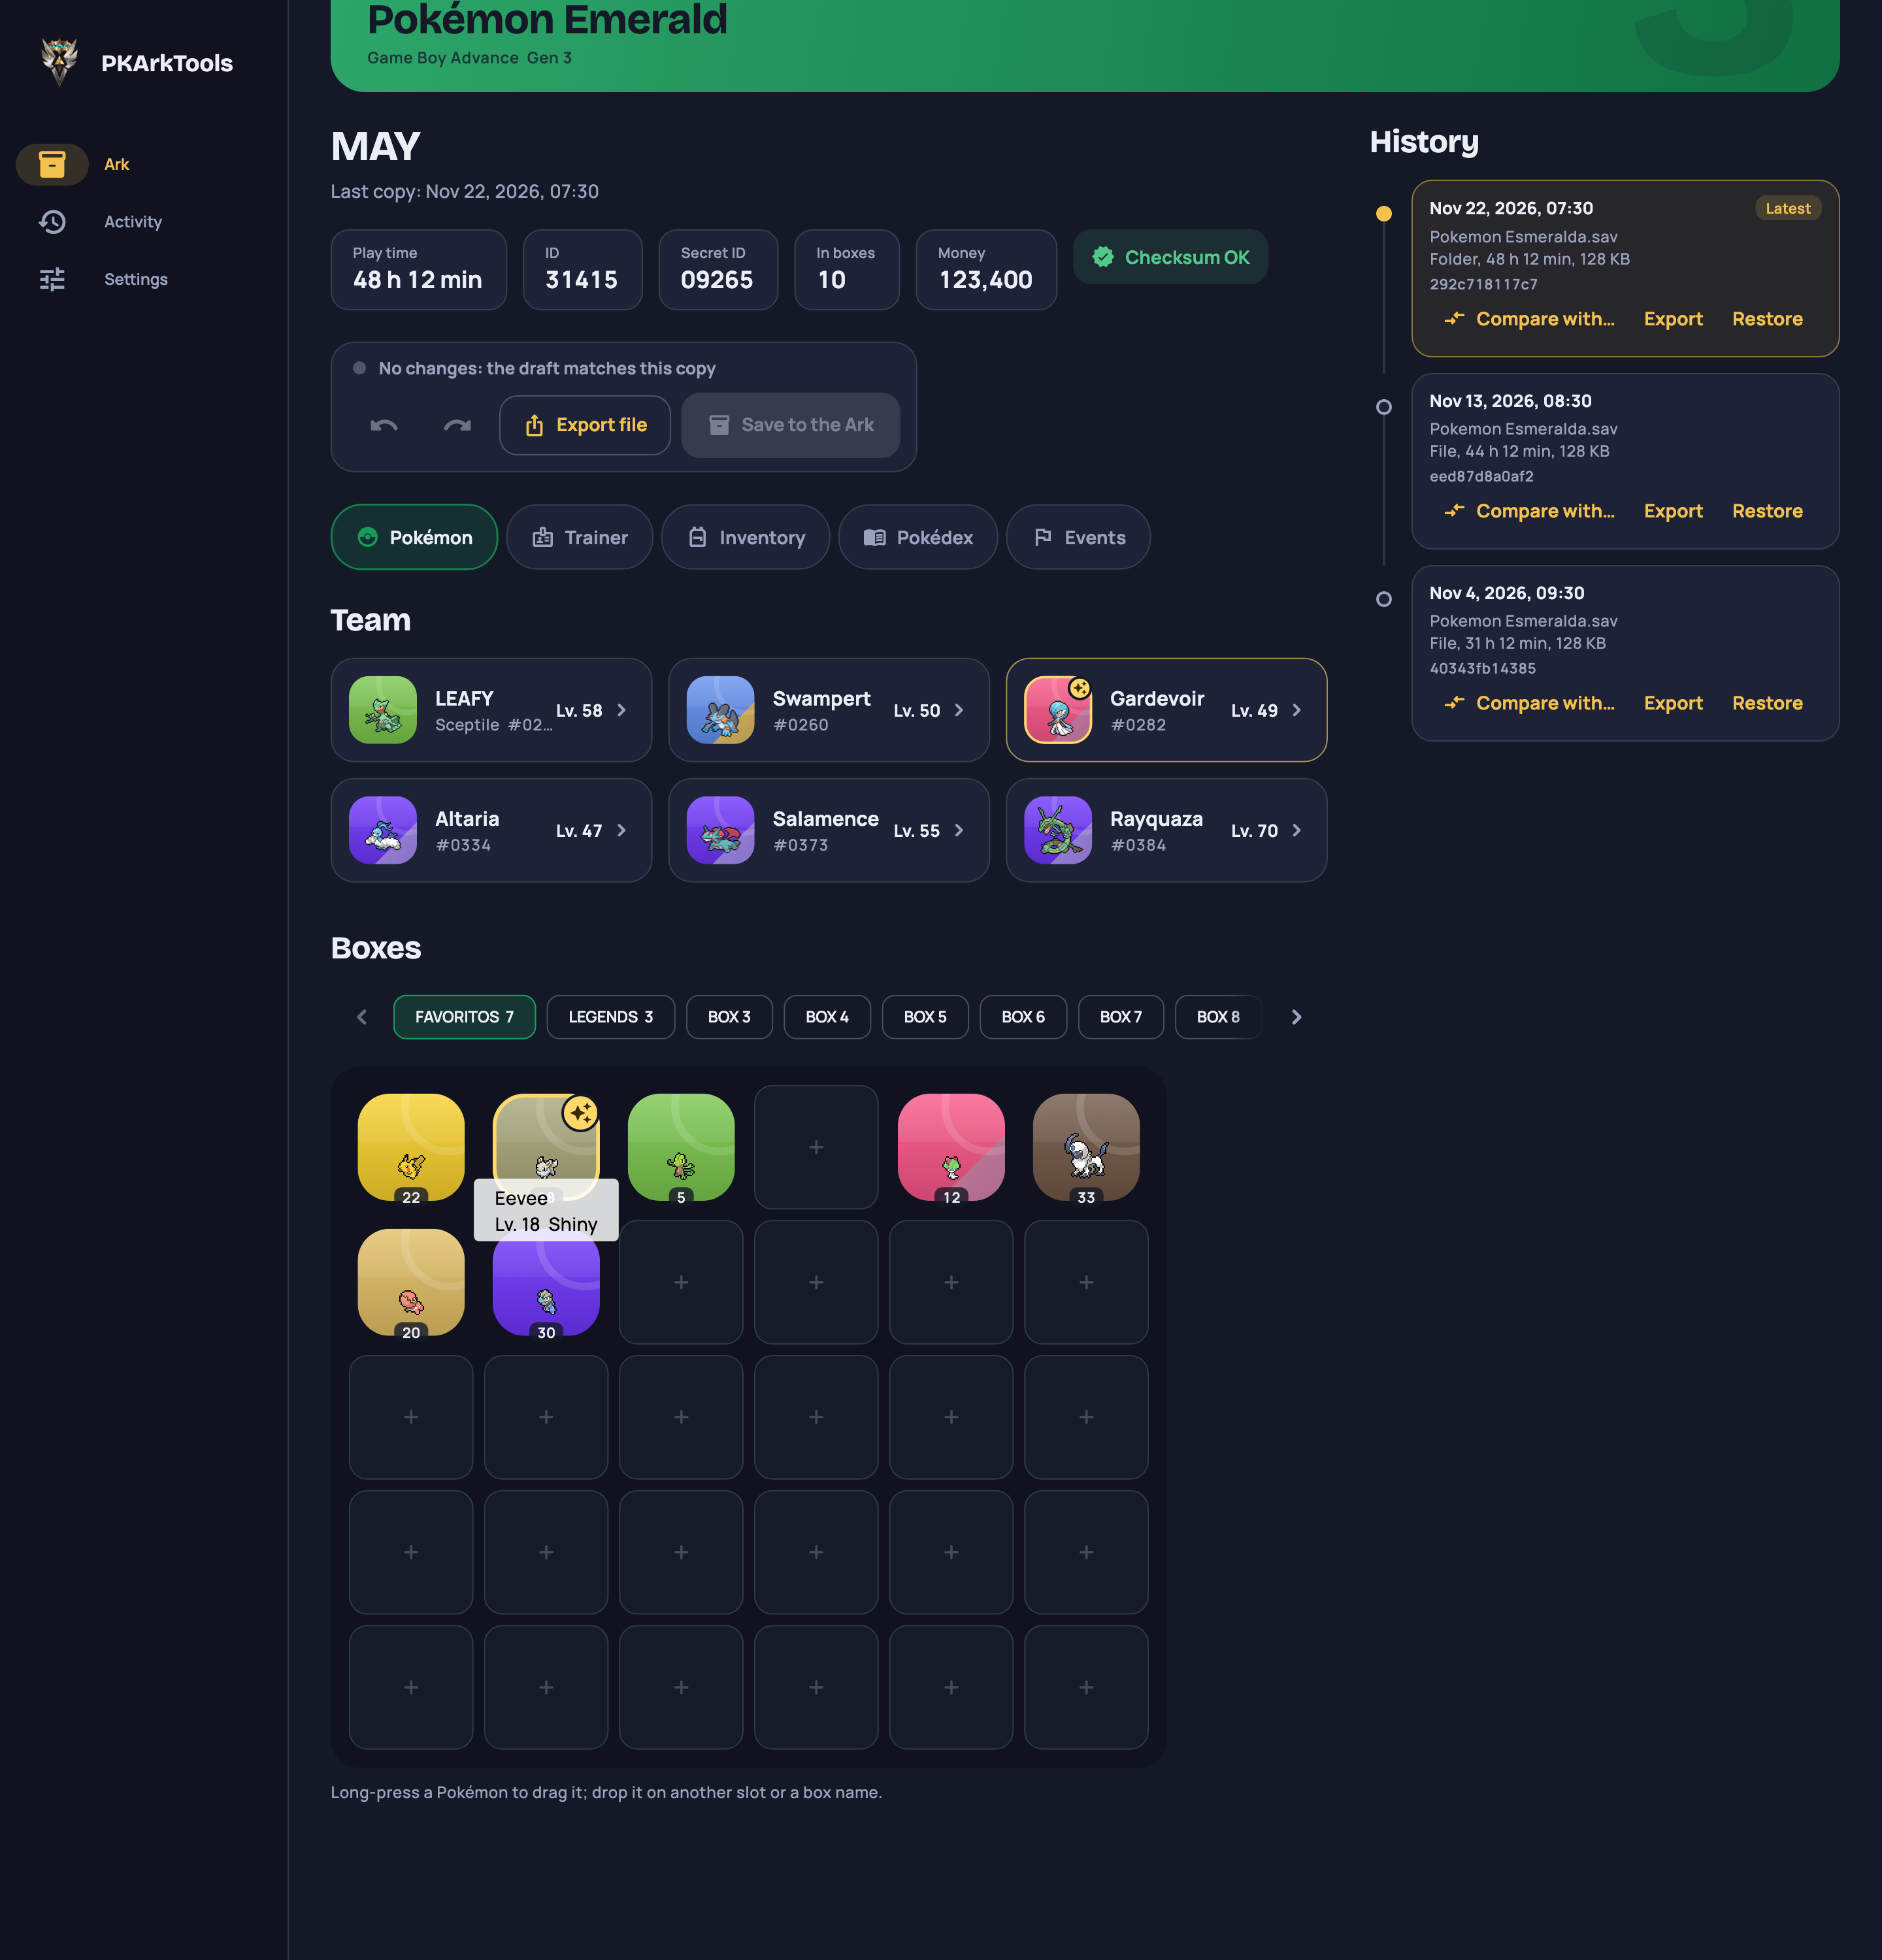 PKArkTools
Ark
Activity
Settings
Pokémon Emerald
Game Boy Advance Gen 3
MAY
Last copy: Nov 22, 2026, 07:30
Play time
48 h 12 min
ID
31415
Secret ID
09265
In boxes
10
Money
123,400
Checksum OK
No changes: the draft matches this copy
Export file
Save to the Ark
Pokémon
Trainer
Inventory
Pokédex
Events
Team
LEAFY
Sceptile #02…
Lv. 58
Swampert
#0260
Lv. 50
Gardevoir
#0282
Lv. 49
Altaria
#0334
Lv. 47
Salamence
#0373
Lv. 55
Rayquaza
#0384
Lv. 70
Boxes
FAVORITOS 7
LEGENDS 3
BOX 3
BOX 4
BOX 5
BOX 6
BOX 7
BOX 8
22
5
12
33
Eevee
Lv. 18 Shiny
20
30
Long-press a Pokémon to drag it; drop it on another slot or a box name.
History
Nov 22, 2026, 07:30
Latest
Pokemon Esmeralda.sav
Folder, 48 h 12 min, 128 KB
292c718117c7
Compare with…
Export
Restore
Nov 13, 2026, 08:30
Pokemon Esmeralda.sav
File, 44 h 12 min, 128 KB
eed87d8a0af2
Compare with…
Export
Restore
Nov 4, 2026, 09:30
Pokemon Esmeralda.sav
File, 31 h 12 min, 128 KB
40343fb14385
Compare with…
Export
Restore